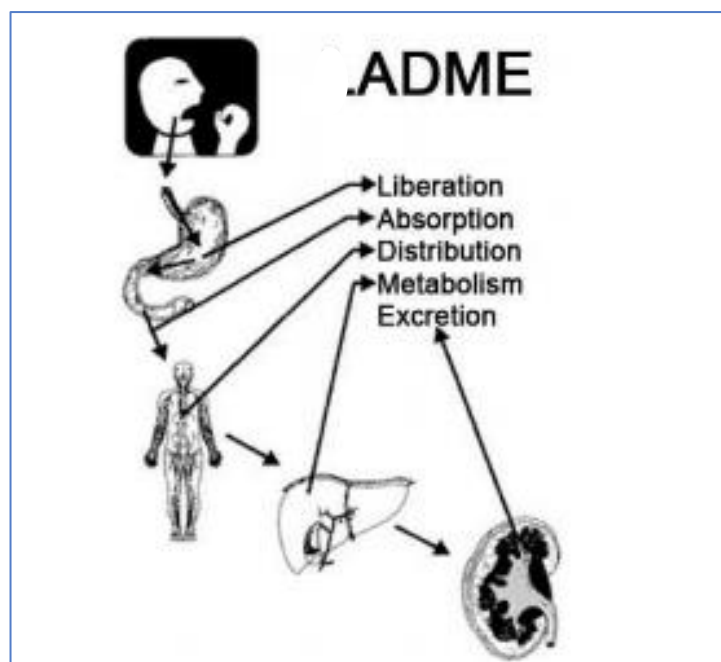 .ADME
Liberation
Absorption
Distribution
Metabolism
Excretion